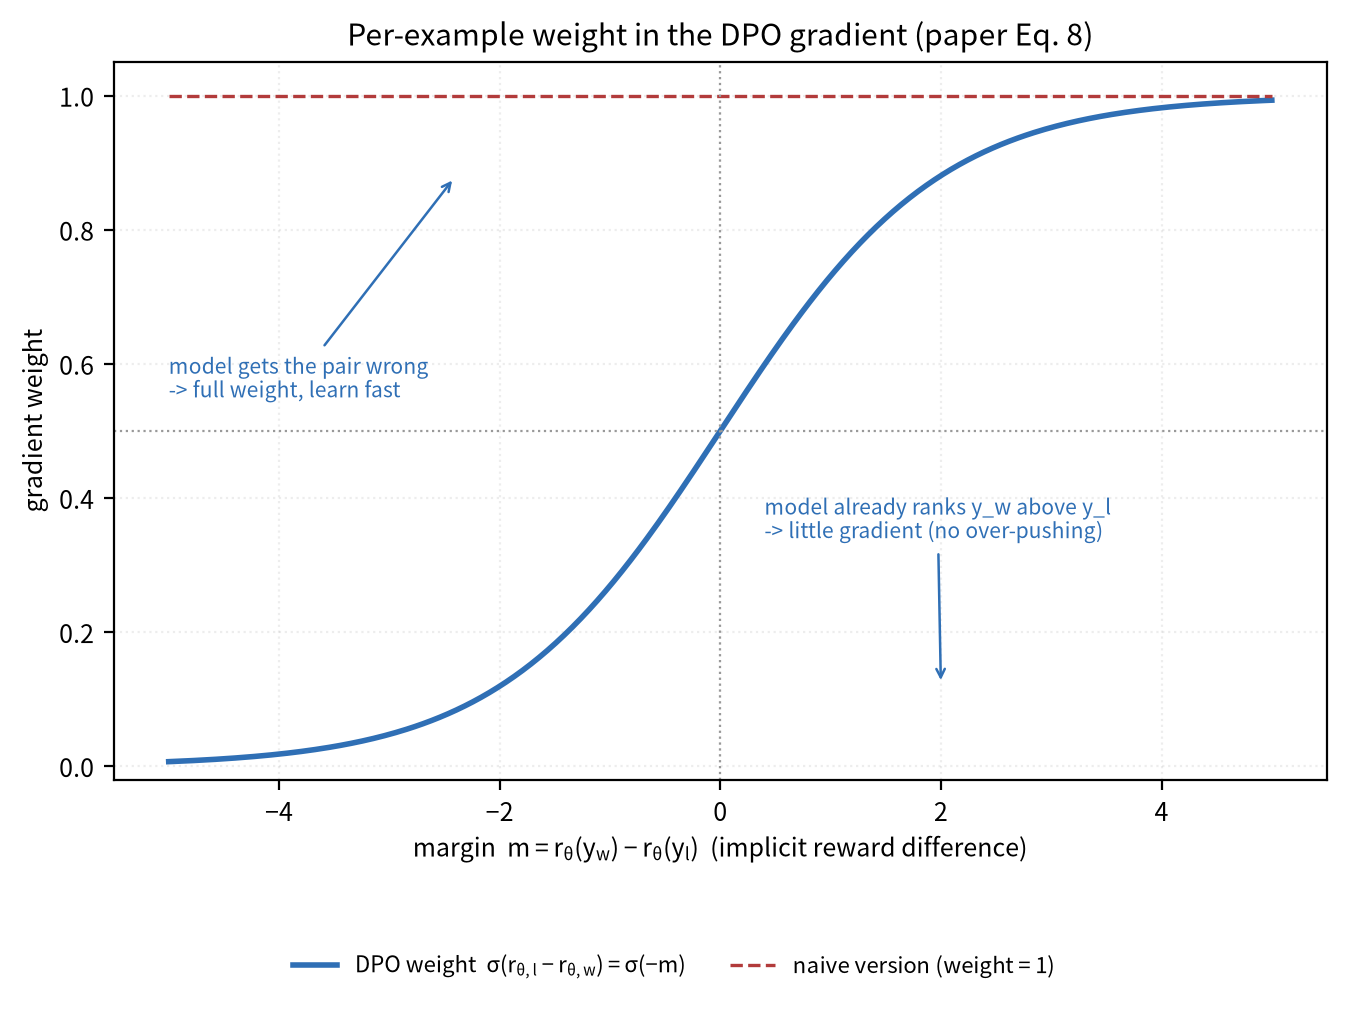 Per-example weight in the DPO gradient (paper Eq. 8)
1.0
0.8
0.6
0.4
0.2
0.0
gradient weight
model gets the pair wrong
-> full weight, learn fast
model already ranks y_w above y_l
-> little gradient (no over-pushing)
−4
−2
0
2
4
margin m = rθ(yw) − rθ(yl) (implicit reward difference)
DPO weight σ(rθ, l − rθ, w) = σ(−m)
naive version (weight = 1)